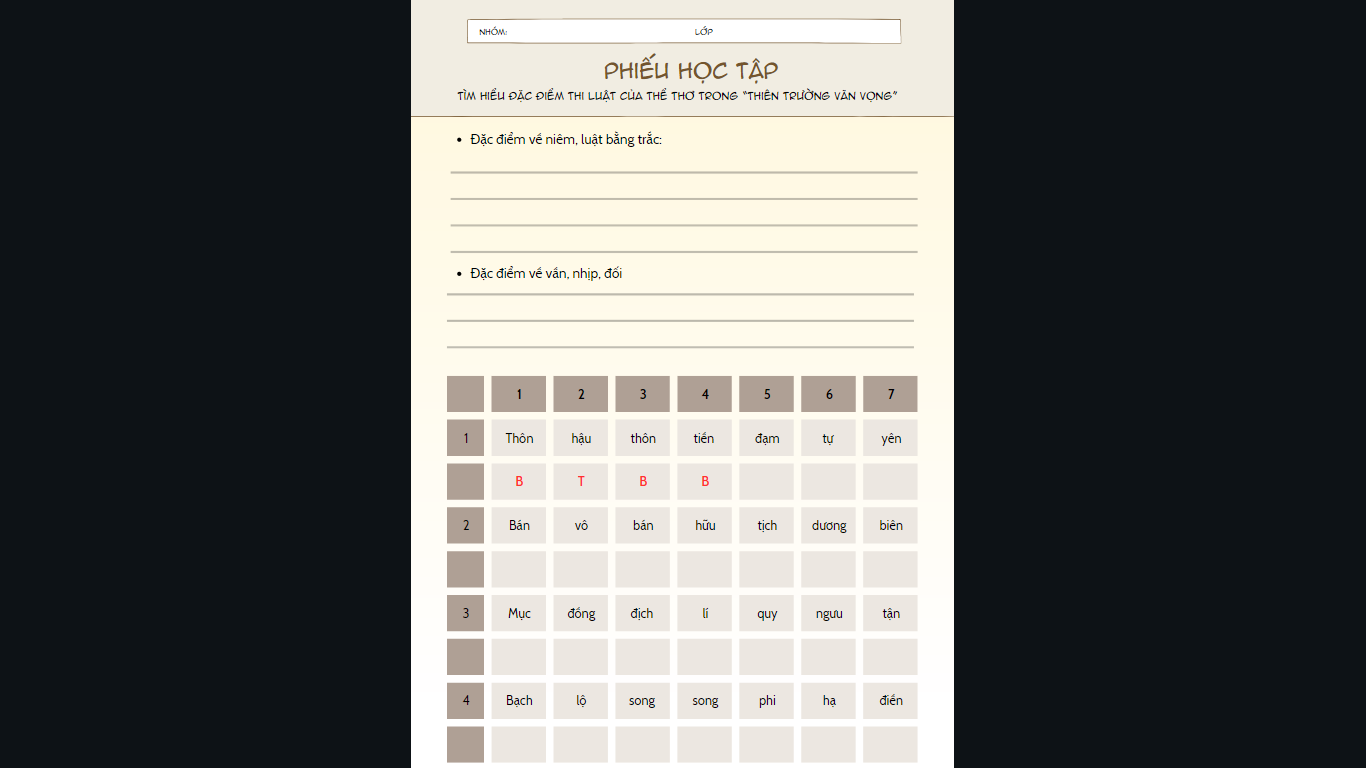 NHÓM: LỚP
PHIẾU HỌC TẬP
TÌM HIỂU ĐẶC ĐIỂM THI LUẬT CỦA THỂ THƠ TRONG “THIÊN TRƯỜNG VÃN VỌNG”
• Đặc điểm về niêm, luật bằng trắc:
• Đặc điểm về vần, nhịp, đối
1 2 3 4 5 6 7
1 Thôn hậu thôn tiền đạm tự yên
B T B B
2 Bán vô bán hữu tịch dương biên
3 Mục đồng địch lí quy ngưu tận
4 Bạch lộ song song phi hạ điền